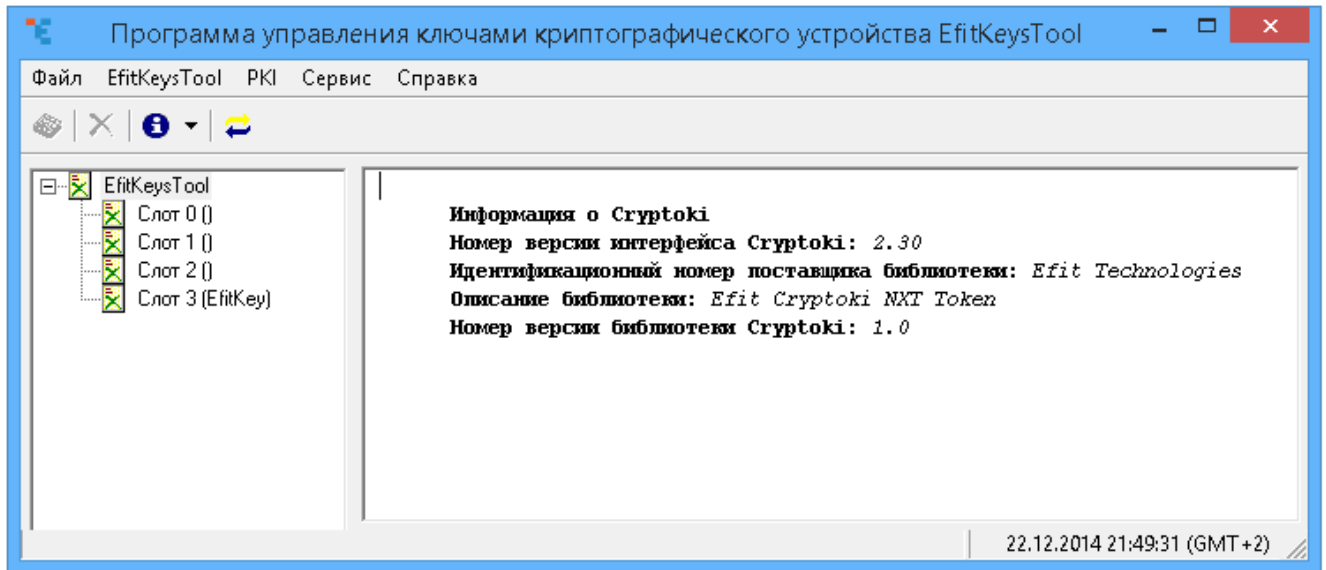 Программа управления ключами криптографического устройства EfitKeysTool
Файл EfitKeysTool PKI Сервис Справка
EfitKeysTool
Слот 0 ()
Слот 1 ()
Слот 2 ()
Слот 3 (EfitKey)
Информация о Cryptoki
Номер версии интерфейса Cryptoki: 2.30
Идентификационный номер поставщика библиотеки: Efit Technologies
Описание библиотеки: Efit Cryptoki NXT Token
Номер версии библиотеки Cryptoki: 1.0
22.12.2014 21:49:31 (GMT+2)